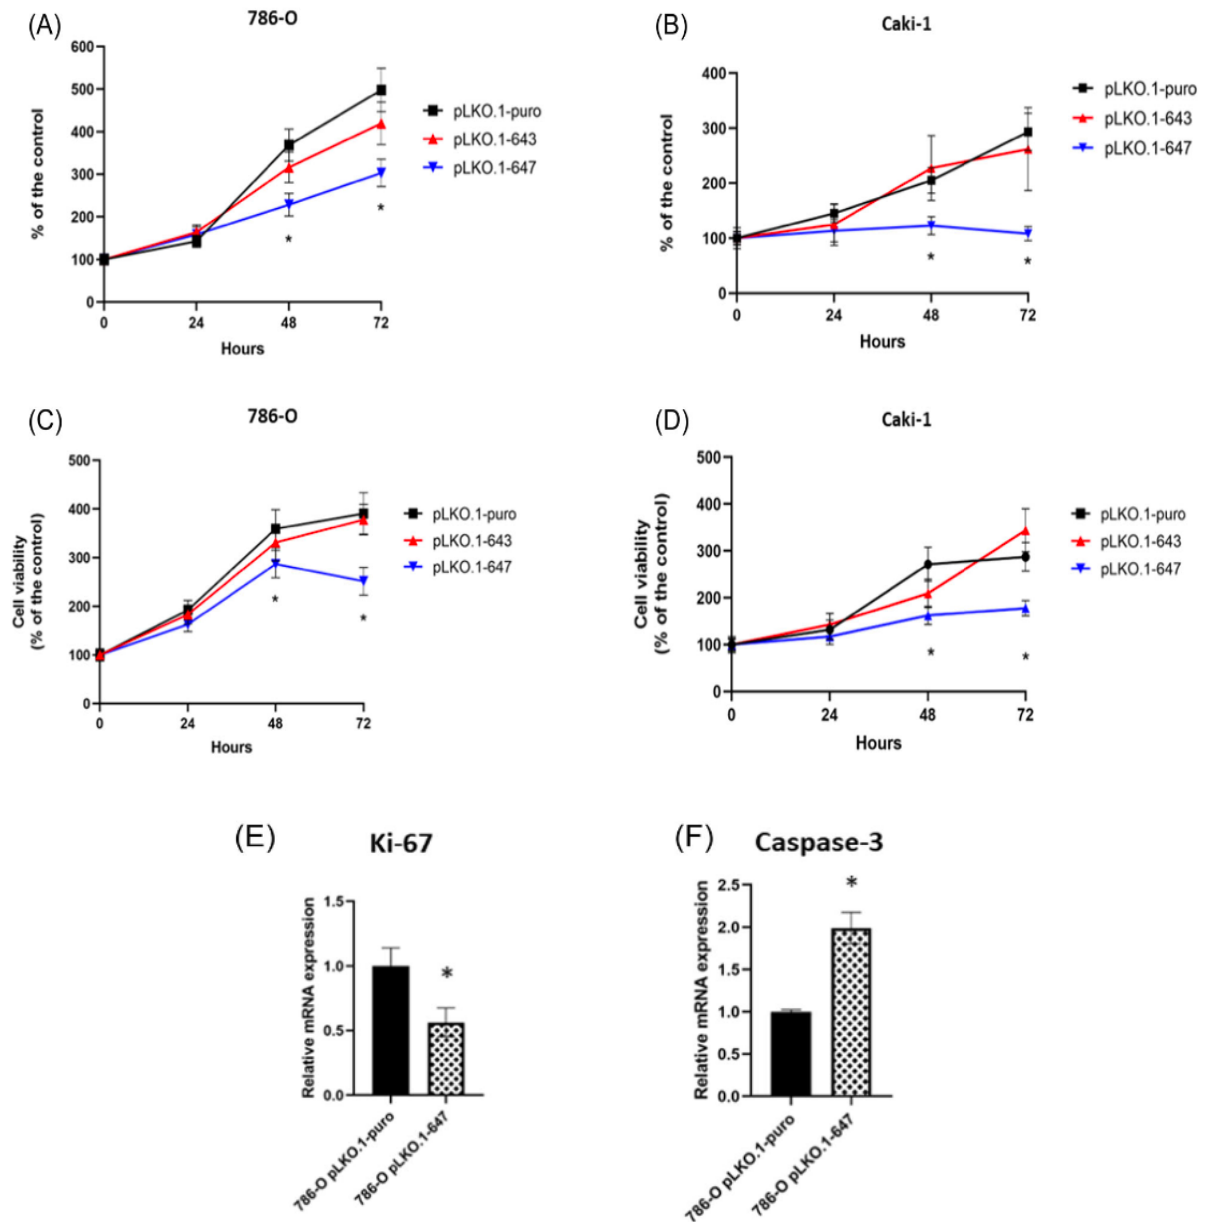 (A)
786-O
600
500
400
300
200
100
0
% of the control
0 24 48 72
Hours
*
*
pLKO.1-puro
pLKO.1-643
pLKO.1-647
(B)
Caki-1
400
300
200
100
0
% of the control
0 24 48 72
Hours
*
*
pLKO.1-puro
pLKO.1-643
pLKO.1-647
(C)
786-O
500
400
300
200
100
0
Cell viability
(% of the control)
0 24 48 72
Hours
*
*
pLKO.1-puro
pLKO.1-643
pLKO.1-647
(D)
Caki-1
500
400
300
200
100
0
Cell viability
(% of the control)
0 24 48 72
Hours
*
*
pLKO.1-puro
pLKO.1-643
pLKO.1-647
(E)
Ki-67
1.5
1.0
0.5
0.0
Relative mRNA expression
*
786-O pLKO.1-puro
786-O pLKO.1-647
(F)
Caspase-3
2.5
2.0
1.5
1.0
0.5
0.0
Relative mRNA expression
*
786-O pLKO.1-puro
786-O pLKO.1-647